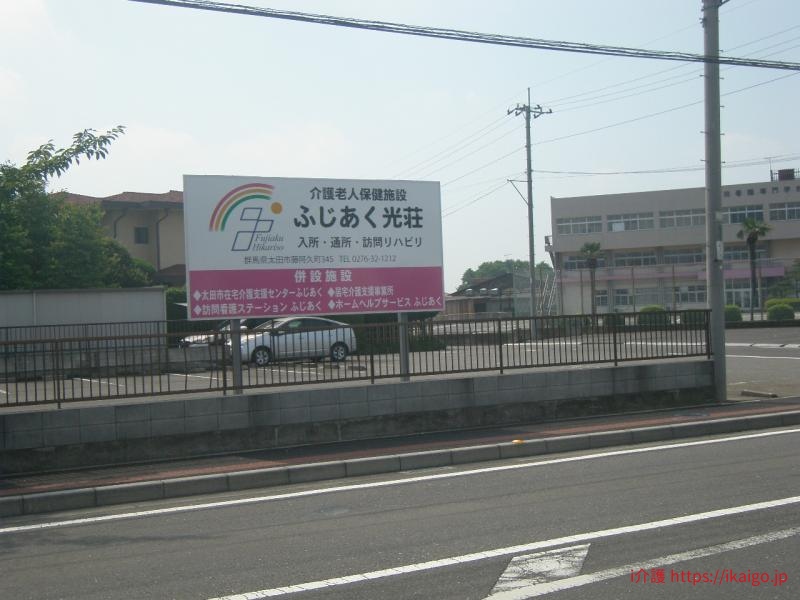 介護老人保健施設
ふじあく光荘
Fujiaku
Hikariso
入所・通所・訪問リハビリ
群馬県太田市藤阿久町345 TEL 0276-32-1212
併設施設
◆太田市在宅介護支援センターふじあく ◆居宅介護支援事業所
◆訪問看護ステーション ふじあく ◆ホームヘルプサービス ふじあく
専門学校
i介護 https://ikaigo.jp